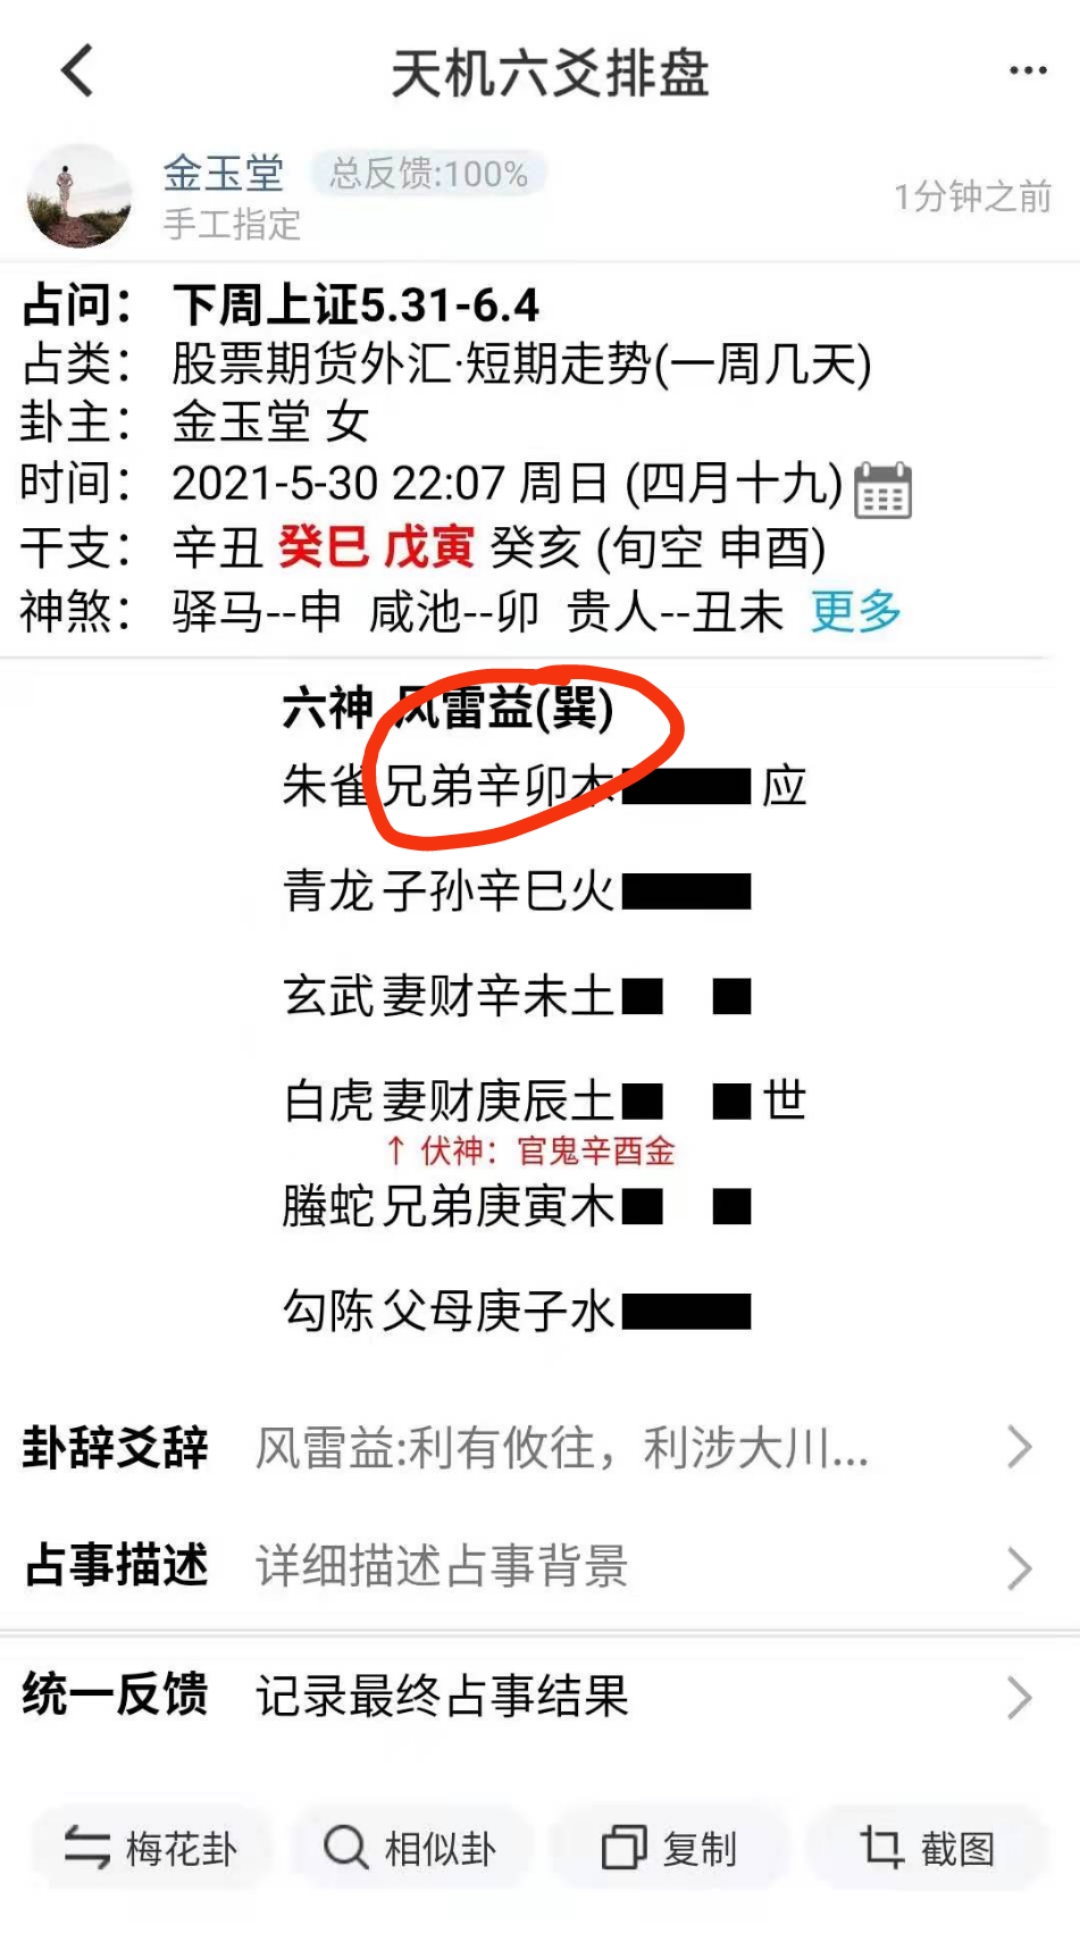 天机六爻排盘
金玉堂 总反馈:100%
手工指定
1分钟之前
占问： 下周上证5.31-6.4
占类： 股票期货外汇·短期走势(一周几天)
卦主： 金玉堂 女
时间： 2021-5-30 22:07 周日 (四月十九)
干支： 辛丑 癸巳 戊寅 癸亥 (旬空 申酉)
神煞： 驿马--申 咸池--卯 贵人--丑未 更多
六神 风雷益(巽)
朱雀 兄弟辛卯木 应
青龙 子孙辛巳火
玄武 妻财辛未土
白虎 妻财庚辰土 世
↑ 伏神：官鬼辛酉金
螣蛇 兄弟庚寅木
勾陈 父母庚子水
卦辞爻辞 风雷益:利有攸往，利涉大川...
占事描述 详细描述占事背景
统一反馈 记录最终占事结果
梅花卦 相似卦 复制 截图